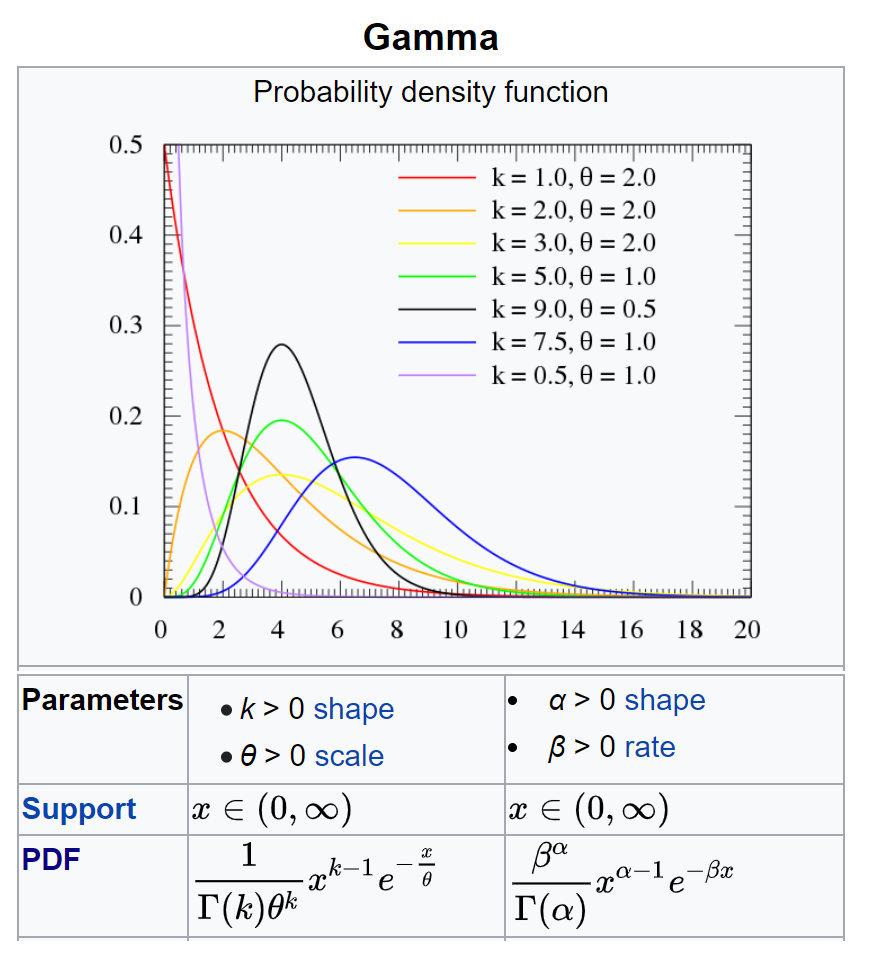 Gamma
Probability density function
0.5
0.4
0.3
0.2
0.1
0
k = 1.0, θ = 2.0
k = 2.0, θ = 2.0
k = 3.0, θ = 2.0
k = 5.0, θ = 1.0
k = 9.0, θ = 0.5
k = 7.5, θ = 1.0
k = 0.5, θ = 1.0
0 2 4 6 8 10 12 14 16 18 20
Parameters
• k > 0 shape
• θ > 0 scale
• α > 0 shape
• β > 0 rate
Support
x ∈ (0, ∞)
x ∈ (0, ∞)
PDF
\frac{1}{Γ(k)θ^k} x^{k−1} e^{−\frac{x}{θ}}
\frac{β^α}{Γ(α)} x^{α−1} e^{−βx}